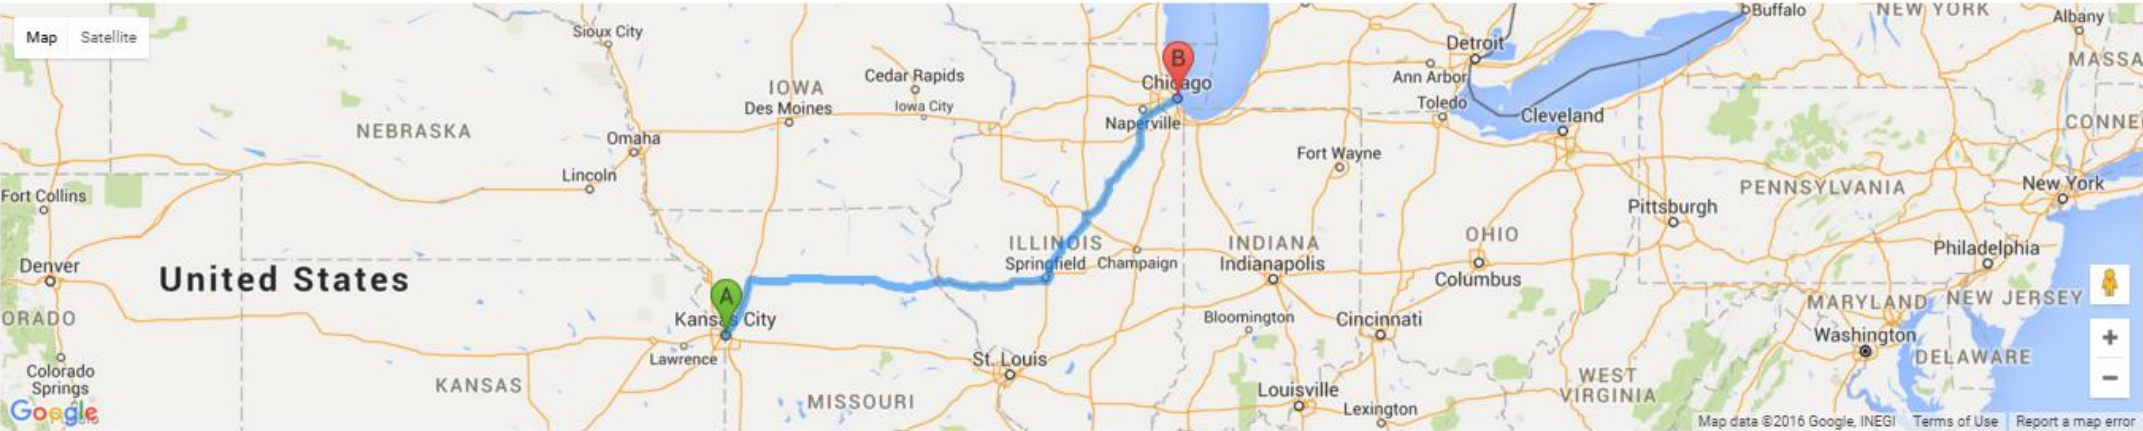 Map Satellite
Sioux City
Buffalo
NEW YORK
Albany
MASSA
Detroit
Ann Arbor
Toledo
B
Chicago
Naperville
IOWA
Des Moines
Cedar Rapids
Iowa City
NEBRASKA
Omaha
Lincoln
Cleveland
CONNE
Fort Wayne
PENNSYLVANIA
New York
Fort Collins
Pittsburgh
Philadelphia
Denver
United States
ILLINOIS
Springfield
Champaign
INDIANA
Indianapolis
OHIO
Columbus
ORADO
A
Kansas City
Lawrence
Bloomington
Cincinnati
MARYLAND
NEW JERSEY
Washington
DELAWARE
Colorado
Springs
KANSAS
MISSOURI
St. Louis
Louisville
Lexington
WEST
VIRGINIA
+
−
Google
Map data ©2016 Google, INEGI Terms of Use Report a map error